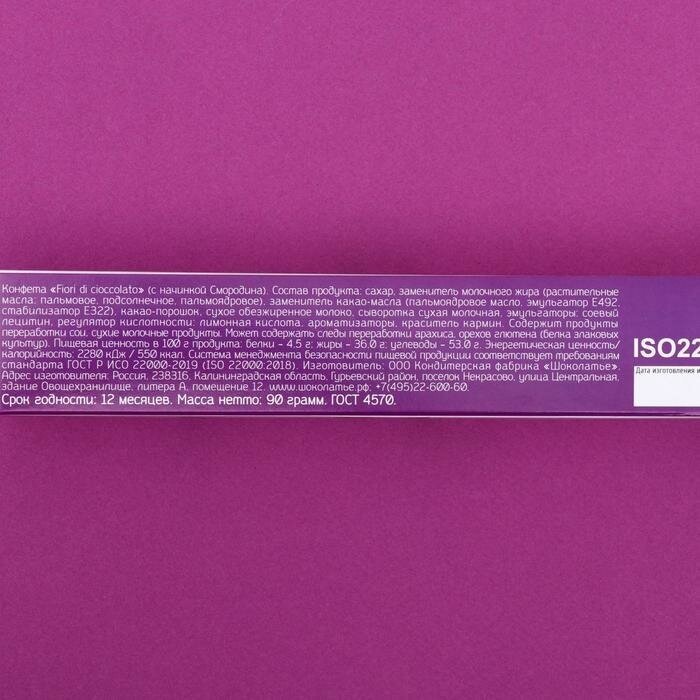 Конфета «Fiori di cioccolato» (с начинкой Смородина). Состав продукта: сахар, заменитель молочного жира (растительные
масла: пальмовое, подсолнечное, пальмоядровое), заменитель какао-масла (пальмоядровое масло, эмульгатор Е492,
стабилизатор Е322), какао-порошок, сухое обезжиренное молоко, сыворотка сухая молочная, эмульгаторы: соевый
лецитин, регулятор кислотности: лимонная кислота, ароматизаторы, краситель кармин. Содержит продукты
переработки сои, сухие молочные продукты. Может содержать следы переработки арахиса, орехов глютена (белка злаковых
культур). Пищевая ценность в 100 г продукта: белки – 4.5 г; жиры – 36.0 г; углеводы – 53.0 г. Энергетическая ценность/
калорийность: 2280 кДж / 550 ккал. Система менеджмента безопасности пищевой продукции соответствует требованиям
стандарта ГОСТ Р ИСО 22000-2019 (ISO 22000:2018). Изготовитель: ООО Кондитерская фабрика «Шоколатье».
Адрес изготовителя: Россия, 238316, Калининградская область, Гурьевский район, поселок Некрасово, улица Центральная,
здание Овощехранилище, литера А, помещение 12. www.шоколатье.рф; +7(495)22-600-60.
Срок годности: 12 месяцев. Масса нетто: 90 грамм. ГОСТ 4570.
ISO22
Дата изготовления и